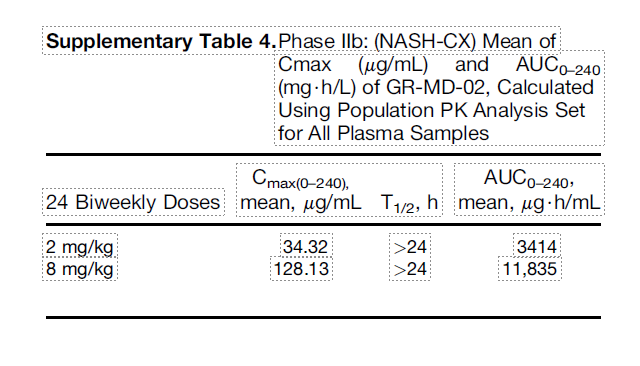 Supplementary Table 4. Phase IIb: (NASH-CX) Mean of
Cmax (μg/mL) and AUC0–240
(mg·h/L) of GR-MD-02, Calculated
Using Population PK Analysis Set
for All Plasma Samples
Cmax(0–240), AUC0–240,
24 Biweekly Doses mean, μg/mL T1/2, h mean, μg·h/mL
2 mg/kg 34.32 >24 3414
8 mg/kg 128.13 >24 11,835